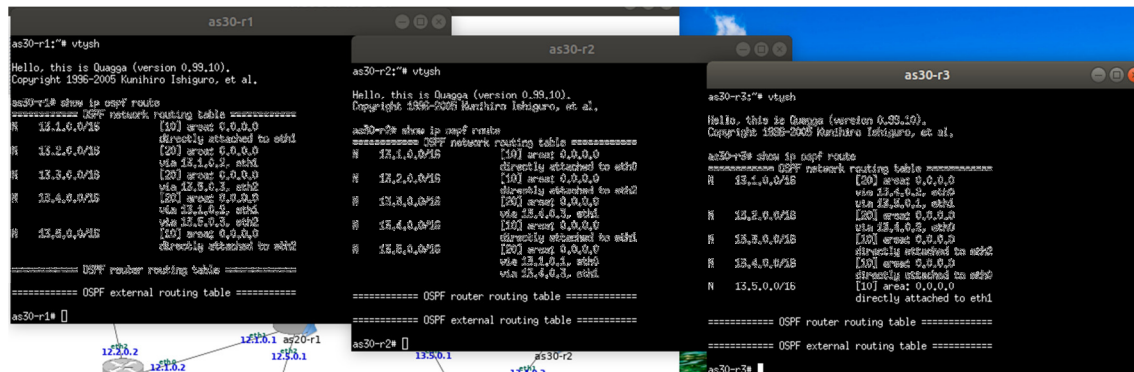 as30-r1
as30-r1:~# vtysh
Hello, this is Quagga (version 0.99.10).
Copyright 1996-2005 Kunihiro Ishiguro, et al.
as30-r1# show ip ospf route
============ OSPF network routing table ============
N 13.1.0.0/16 [10] area: 0.0.0.0
directly attached to eth1
N 13.2.0.0/16 [20] area: 0.0.0.0
via 13.1.0.2, eth1
N 13.3.0.0/16 [20] area: 0.0.0.0
via 13.5.0.3, eth2
N 13.4.0.0/16 [20] area: 0.0.0.0
via 13.1.0.2, eth1
via 13.5.0.3, eth2
N 13.5.0.0/16 [10] area: 0.0.0.0
directly attached to eth2
============ OSPF router routing table =============
============ OSPF external routing table ===========
as30-r1#
as30-r2
as30-r2:~# vtysh
Hello, this is Quagga (version 0.99.10).
Copyright 1996-2005 Kunihiro Ishiguro, et al.
as30-r2# show ip ospf route
============ OSPF network routing table ============
N 13.1.0.0/16 [10] area: 0.0.0.0
directly attached to eth0
N 13.2.0.0/16 [10] area: 0.0.0.0
directly attached to eth2
N 13.3.0.0/16 [20] area: 0.0.0.0
via 13.4.0.3, eth1
N 13.4.0.0/16 [10] area: 0.0.0.0
directly attached to eth1
N 13.5.0.0/16 [20] area: 0.0.0.0
via 13.1.0.1, eth0
via 13.4.0.3, eth1
============ OSPF router routing table =============
============ OSPF external routing table ===========
as30-r2#
as30-r3
as30-r3:~# vtysh
Hello, this is Quagga (version 0.99.10).
Copyright 1996-2005 Kunihiro Ishiguro, et al.
as30-r3# show ip ospf route
============ OSPF network routing table ============
N 13.1.0.0/16 [20] area: 0.0.0.0
via 13.4.0.2, eth0
via 13.5.0.1, eth1
N 13.2.0.0/16 [20] area: 0.0.0.0
via 13.4.0.2, eth0
N 13.3.0.0/16 [10] area: 0.0.0.0
directly attached to eth2
N 13.4.0.0/16 [10] area: 0.0.0.0
directly attached to eth0
N 13.5.0.0/16 [10] area: 0.0.0.0
directly attached to eth1
============ OSPF router routing table =============
============ OSPF external routing table ===========
as30-r3#
12.1.0.1 as20-r1
12.2.0.2
12.5.0.1
eth0
12.1.0.2
13.5.0.1
as30-r2
eth1